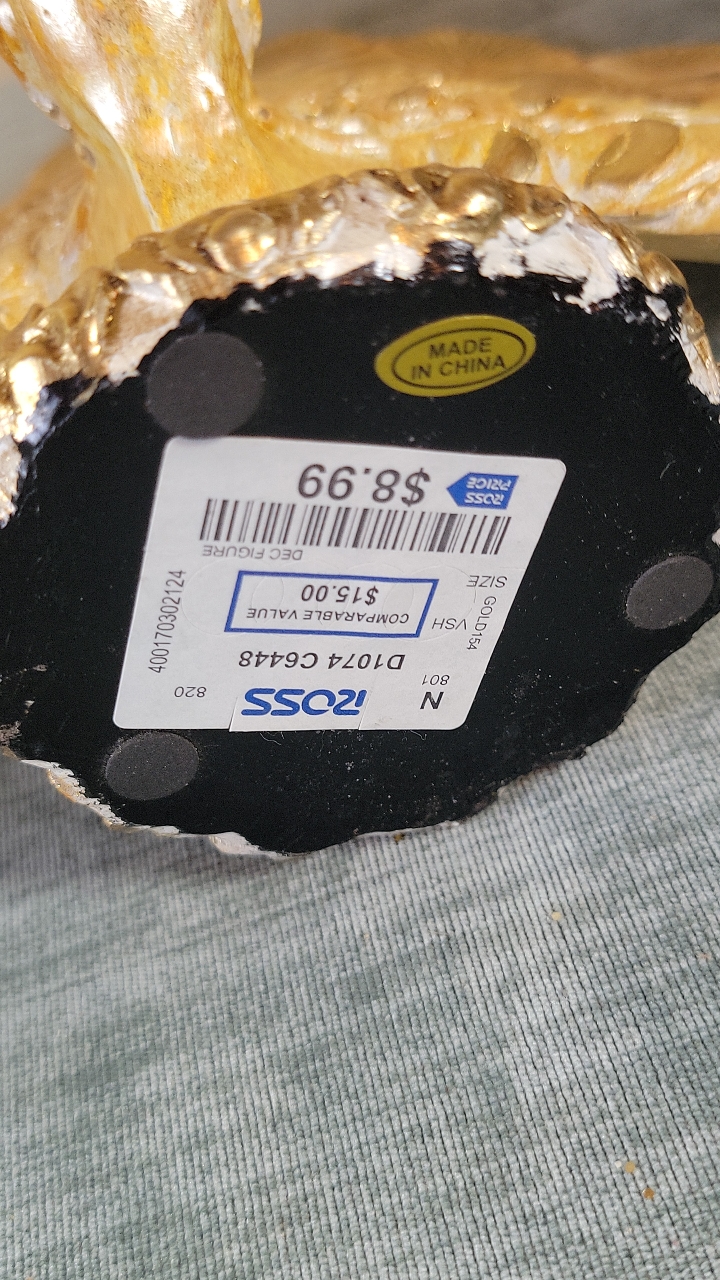 MADE
IN CHINA
N
ROSS
801
820
D1074 C6448
COMPARABLE VALUE
$15.00
VSH
GOLD154
SIZE
DEC FIGURE
400170302124
ROSS
PRICE
$8.99